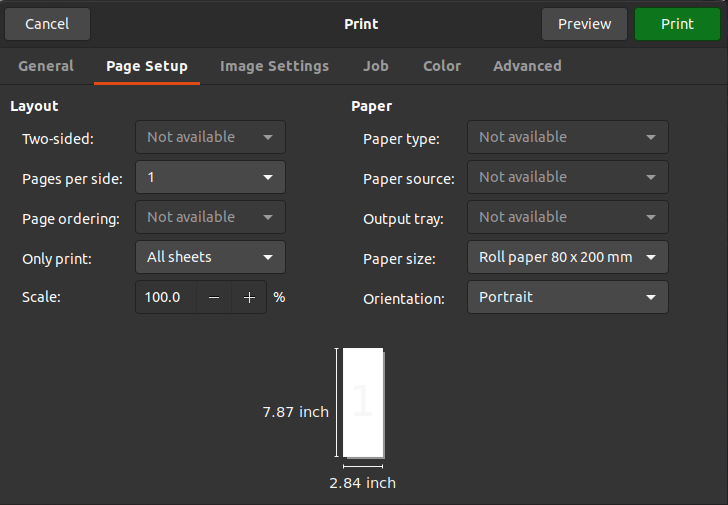 Cancel Print Preview Print
General Page Setup Image Settings Job Color Advanced
Layout Paper
Two-sided: Not available Paper type: Not available
Pages per side: 1 Paper source: Not available
Page ordering: Not available Output tray: Not available
Only print: All sheets Paper size: Roll paper 80 x 200 mm
Scale: 100.0 − + % Orientation: Portrait
1
7.87 inch
2.84 inch